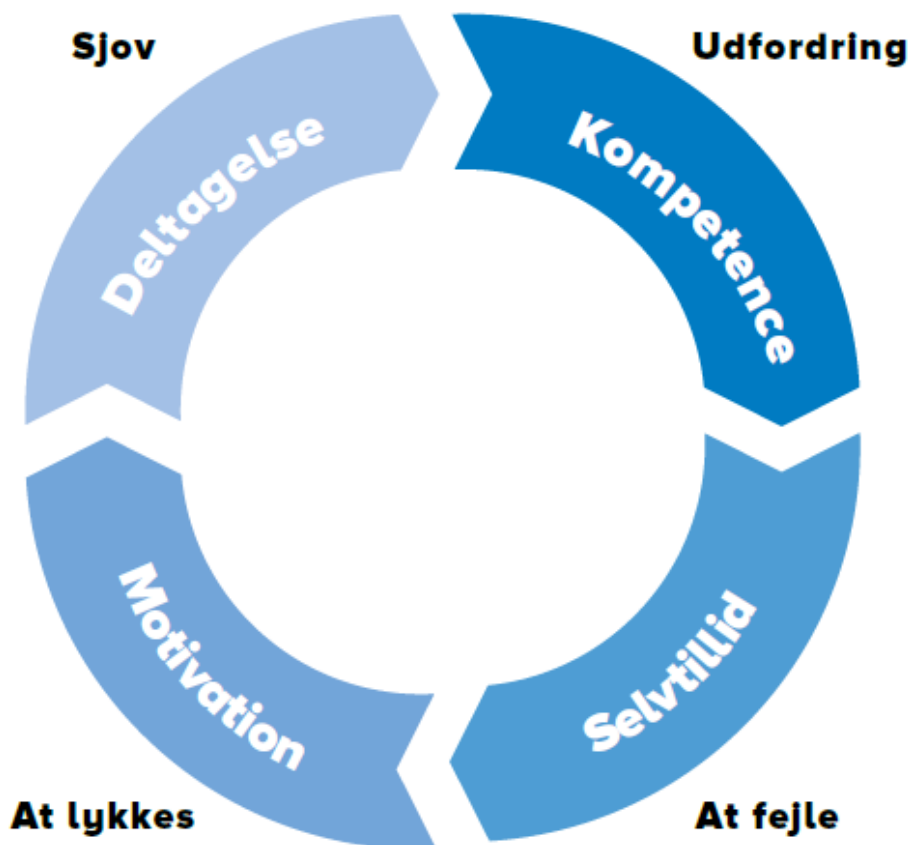 Sjov
Udfordring
Deltagelse
Kompetence
Motivation
Selvtillid
At lykkes
At fejle